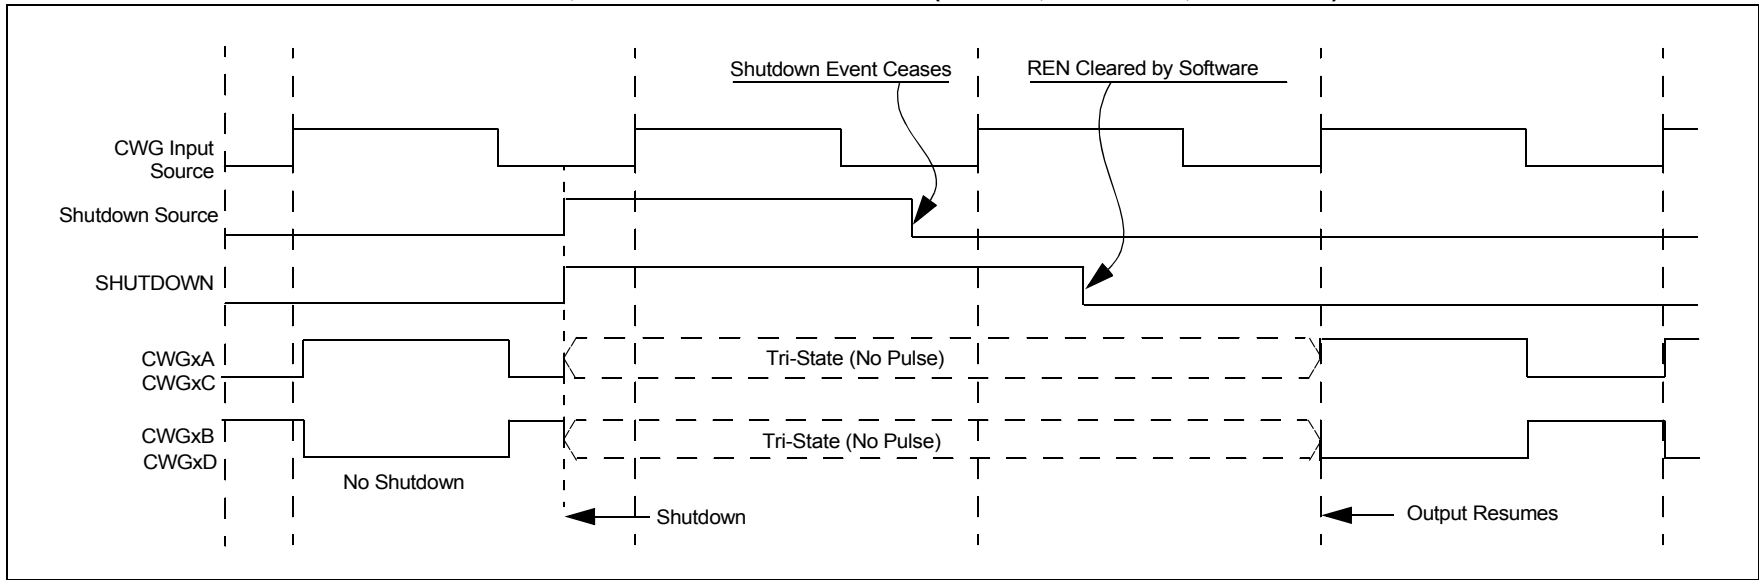 Shutdown Event Ceases
REN Cleared by Software
CWG Input
Source
Shutdown Source
SHUTDOWN
CWGxA
CWGxC
Tri-State (No Pulse)
CWGxB
CWGxD
Tri-State (No Pulse)
No Shutdown
Shutdown
Output Resumes